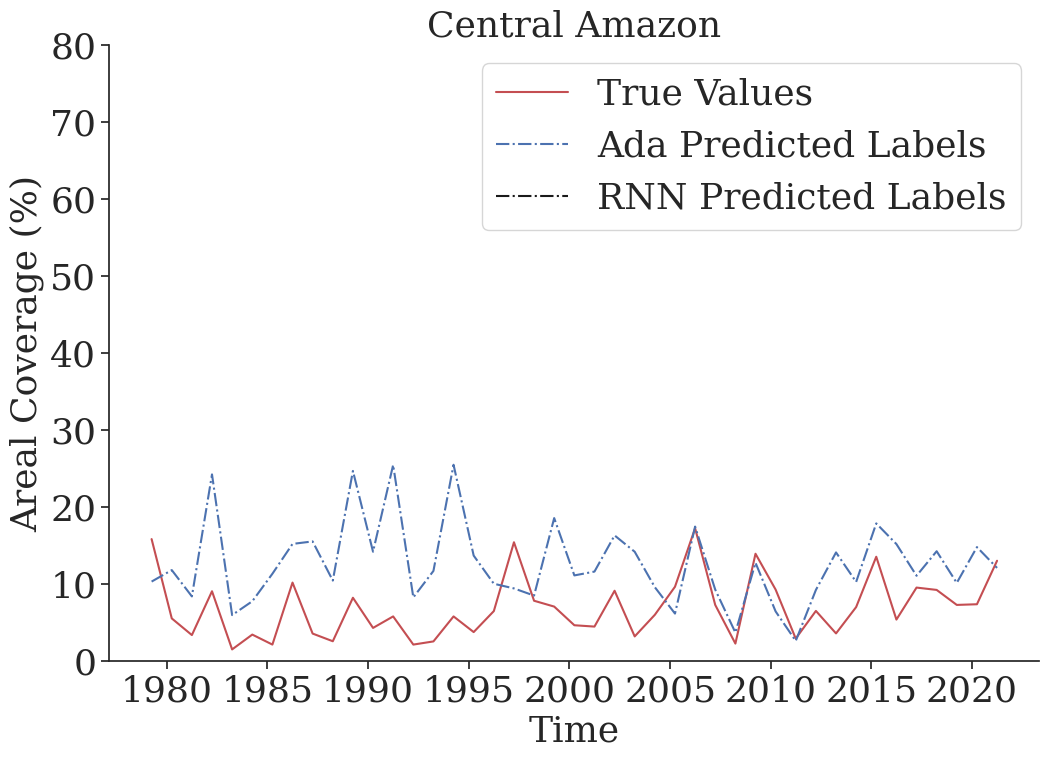 Central Amazon
True Values
Ada Predicted Labels
RNN Predicted Labels
Areal Coverage (%)
80
70
60
50
40
30
20
10
0
1980 1985 1990 1995 2000 2005 2010 2015 2020
Time